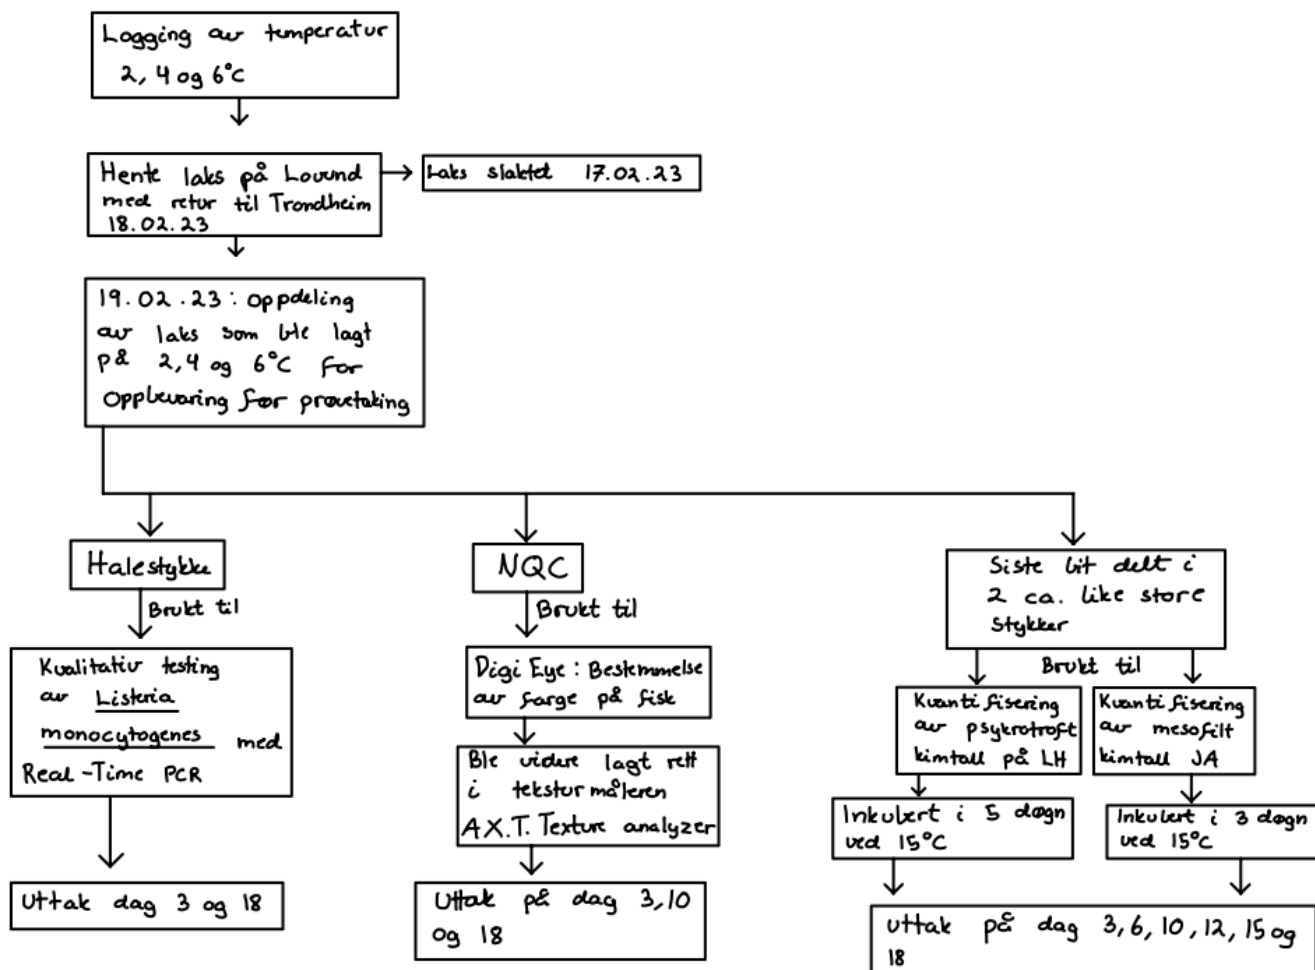 Logging av temperatur
2, 4 og 6°C
Hente laks på Lovund
med retur til Trondheim
18.02.23
Laks slaktet 17.02.23
19.02.23: Oppdeling
av laks som ble lagt
på 2, 4 og 6°C for
oppbevaring før prøvetaking
Halestykke
Brukt til
Kvalitativ testing
av Listeria
monocytogenes med
Real-Time PCR
Uttak dag 3 og 18
NQC
Brukt til
Digi Eye: Bestemmelse
av farge på fisk
Ble videre lagt rett
i tekstur måleren
AX.T. Texture analyzer
Uttak på dag 3, 10
og 18
Siste bit delt i
2 ca. like store
stykker
Brukt til
Kvantifisering
av psykrotroft
kimtall på LH
Inkubert i 5 døgn
ved 15°C
Kvantifisering
av mesofilt
kimtall JA
Inkubert i 3 døgn
ved 15°C
uttak på dag 3, 6, 10, 12, 15 og
18